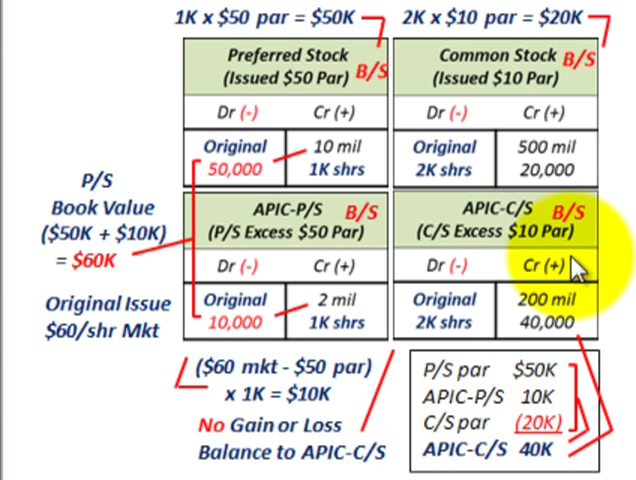 1K x $50 par = $50K
2K x $10 par = $20K
Preferred Stock
(Issued $50 Par) B/S
Dr (-) Cr (+)
Original 10 mil
50,000 1K shrs
Common Stock B/S
(Issued $10 Par)
Dr (-) Cr (+)
Original 500 mil
2K shrs 20,000
P/S
Book Value
($50K + $10K)
= $60K
Original Issue
$60/shr Mkt
APIC-P/S B/S
(P/S Excess $50 Par)
Dr (-) Cr (+)
Original 2 mil
10,000 1K shrs
APIC-C/S B/S
(C/S Excess $10 Par)
Dr (-) Cr (+)
Original 200 mil
2K shrs 40,000
($60 mkt - $50 par)
x 1K = $10K
No Gain or Loss
Balance to APIC-C/S
P/S par $50K
APIC-P/S 10K
C/S par (20K)
APIC-C/S 40K